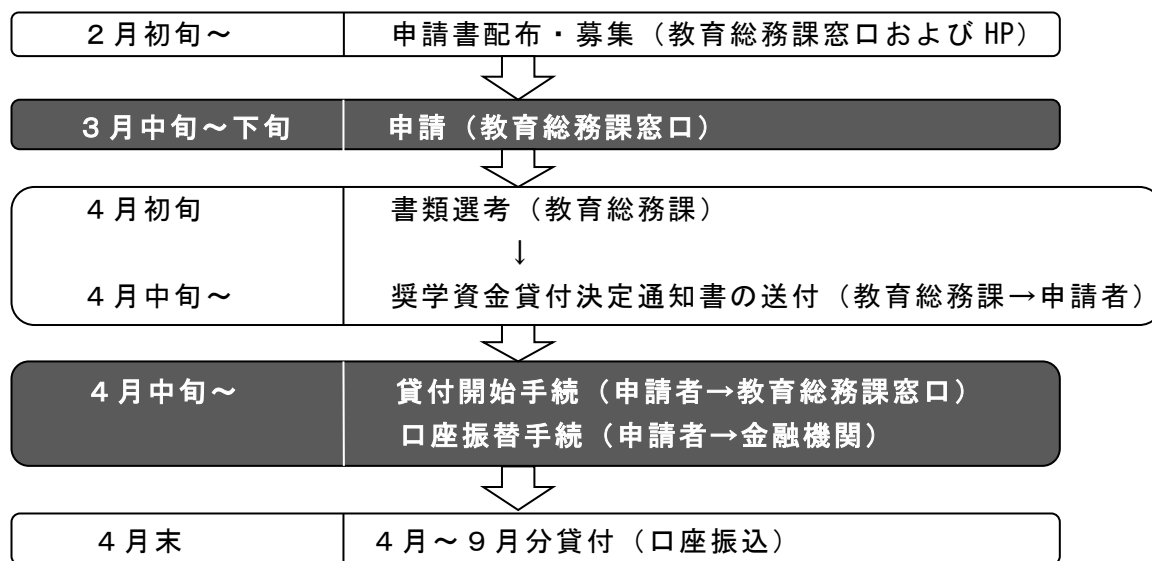 ２月初旬～ 申請書配布・募集（教育総務課窓口および HP）
３月中旬～下旬 申請（教育総務課窓口）
４月初旬 書類選考（教育総務課）
↓
４月中旬～ 奨学資金貸付決定通知書の送付（教育総務課→申請者）
４月中旬～ 貸付開始手続（申請者→教育総務課窓口）
口座振替手続（申請者→金融機関）
４月末 ４月～９月分貸付（口座振込）